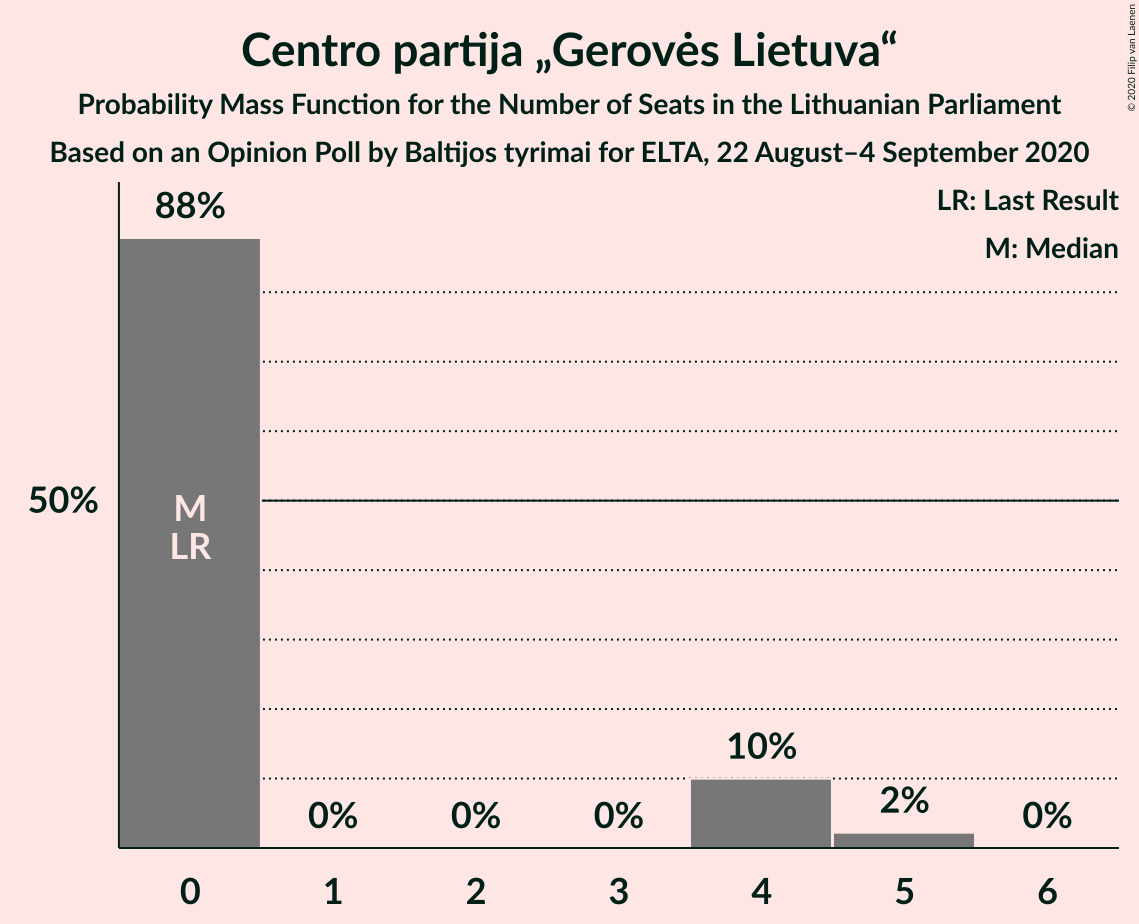 Centro partija „Gerovės Lietuva“
Probability Mass Function for the Number of Seats in the Lithuanian Parliament
Based on an Opinion Poll by Baltijos tyrimai for ELTA, 22 August–4 September 2020
© 2020 Filip van Laenen
LR: Last Result
M: Median
88%
50%
M
LR
0%
0%
0%
10%
2%
0%
0
1
2
3
4
5
6